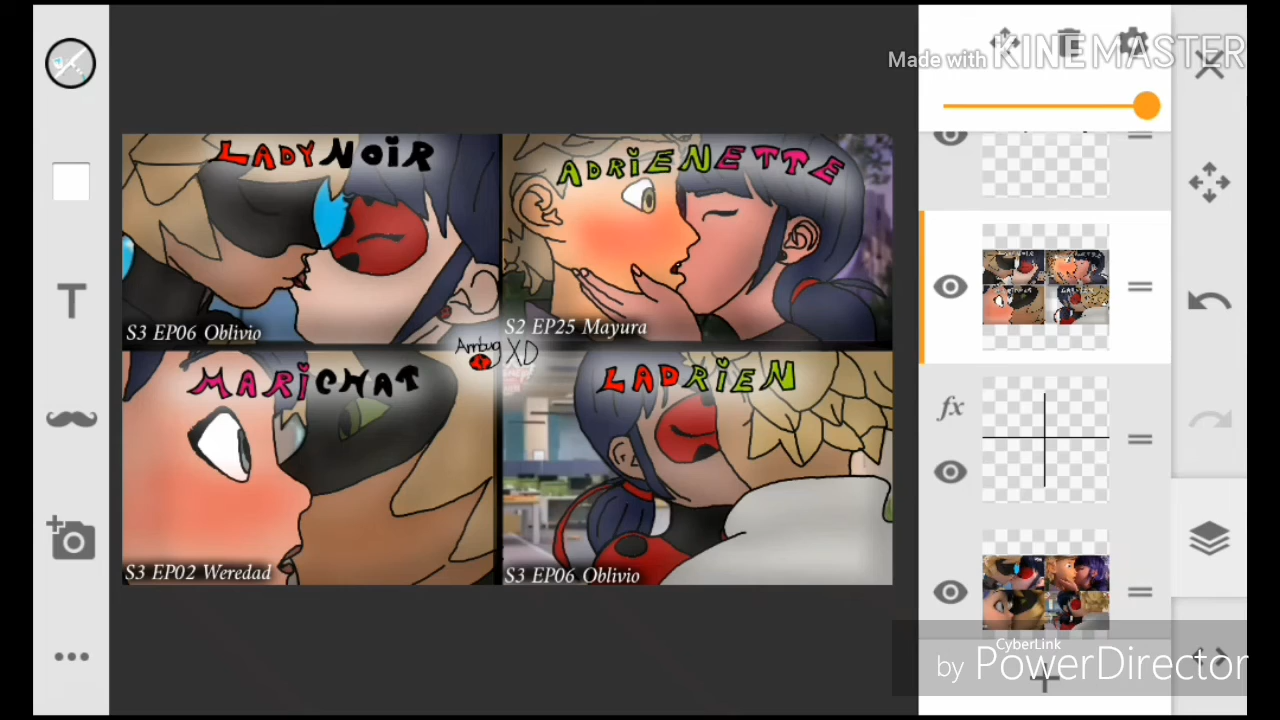 Made with KINEMASTER
LADYNOIR
ADRIENETTE
S3 EP06 Oblivio
S2 EP25 Mayura
Ambug XD
MARICHAT
LADRIEN
S3 EP02 Weredad
S3 EP06 Oblivio
T
fx
CyberLink
by PowerDirector